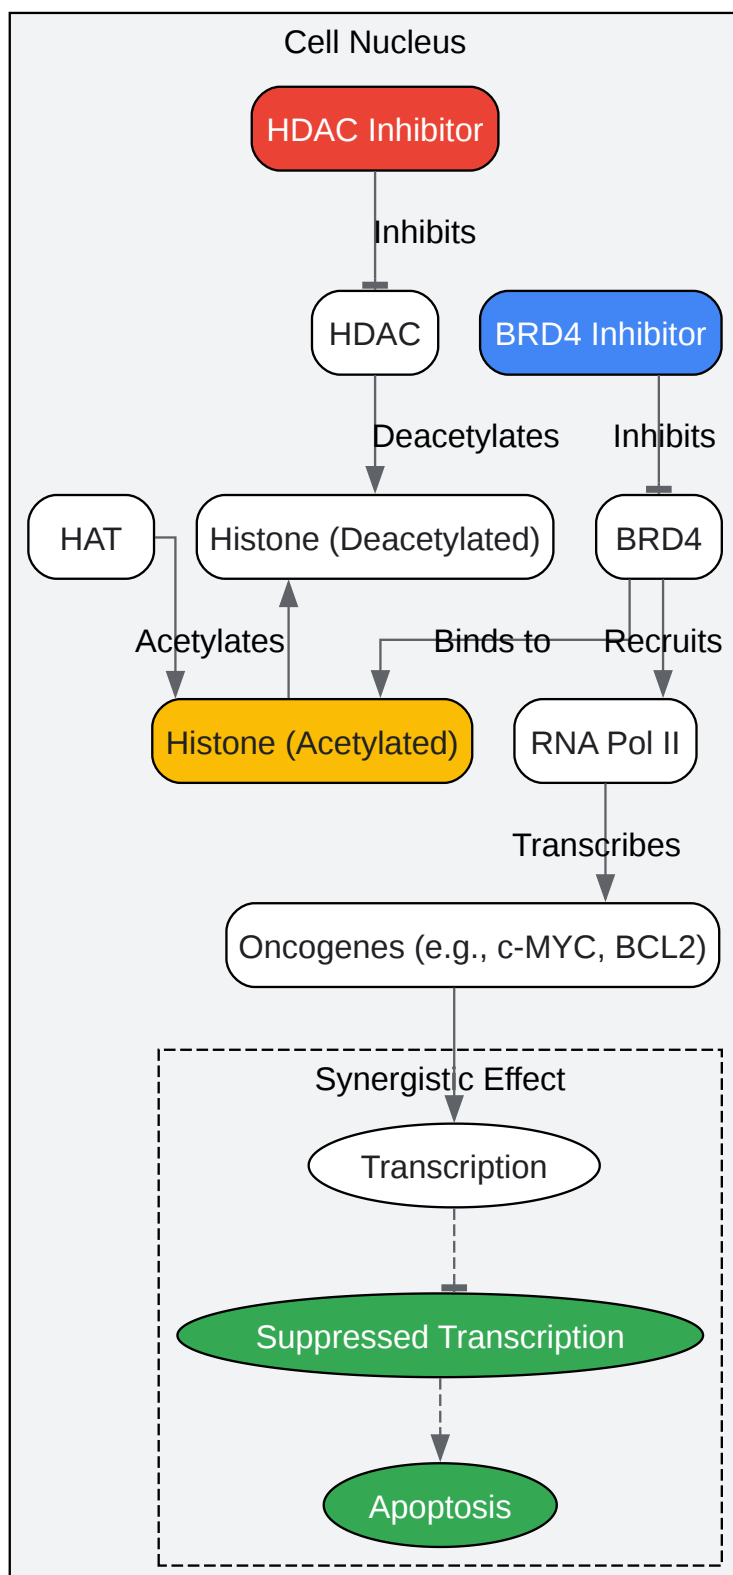 Cell Nucleus
HDAC Inhibitor
Inhibits
HDAC
BRD4 Inhibitor
Deacetylates
Inhibits
HAT
Histone (Deacetylated)
BRD4
Acetylates
Binds to
Recruits
Histone (Acetylated)
RNA Pol II
Transcribes
Oncogenes (e.g., c-MYC, BCL2)
Synergistic Effect
Transcription
Suppressed Transcription
Apoptosis